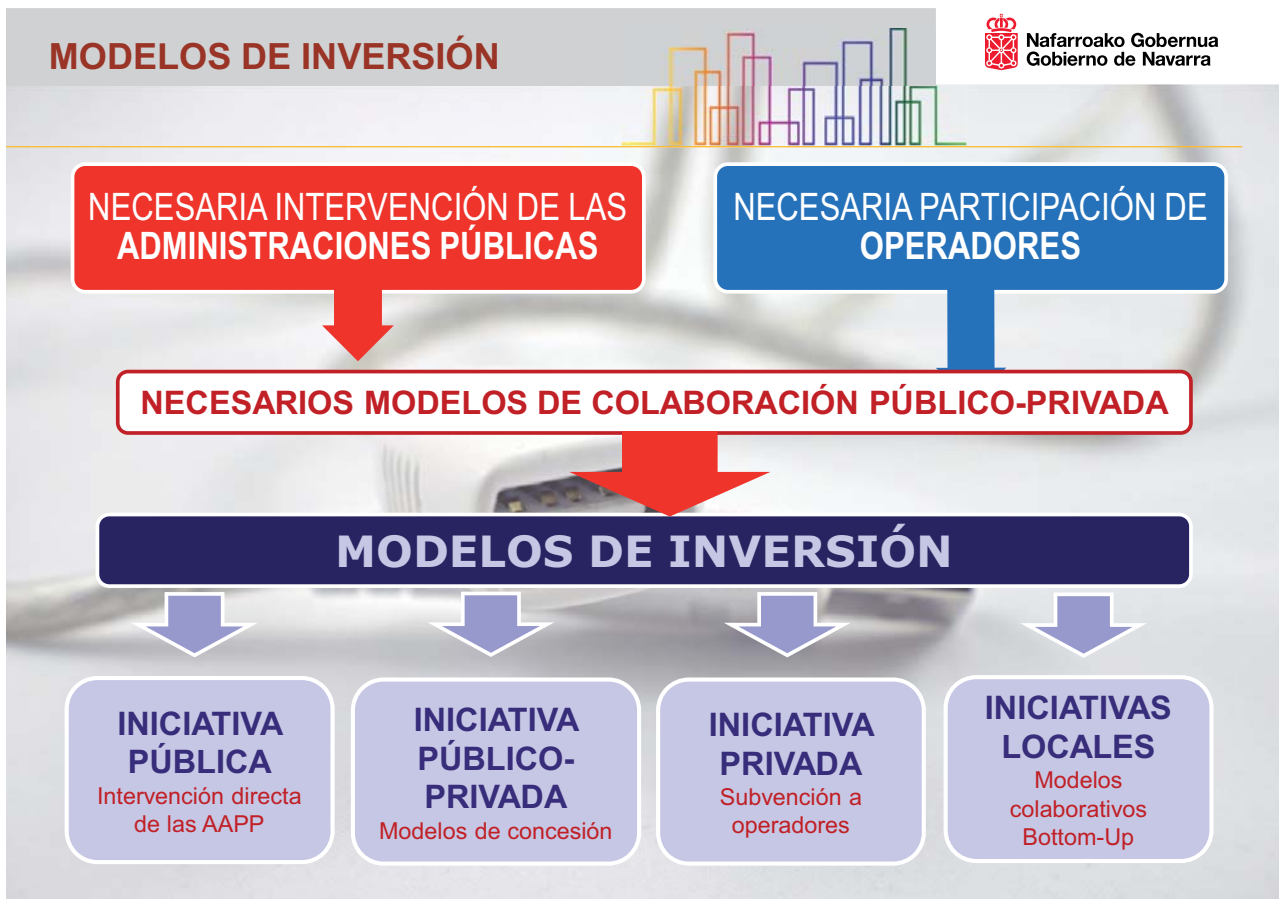 MODELOS DE INVERSIÓN
Nafarroako Gobernua
Gobierno de Navarra
NECESARIA INTERVENCIÓN DE LAS
ADMINISTRACIONES PÚBLICAS
NECESARIA PARTICIPACIÓN DE
OPERADORES
NECESARIOS MODELOS DE COLABORACIÓN PÚBLICO-PRIVADA
MODELOS DE INVERSIÓN
INICIATIVA
PÚBLICA
Intervención directa
de las AAPP
INICIATIVA
PÚBLICO-
PRIVADA
Modelos de concesión
INICIATIVA
PRIVADA
Subvención a
operadores
INICIATIVAS
LOCALES
Modelos
colaborativos
Bottom-Up